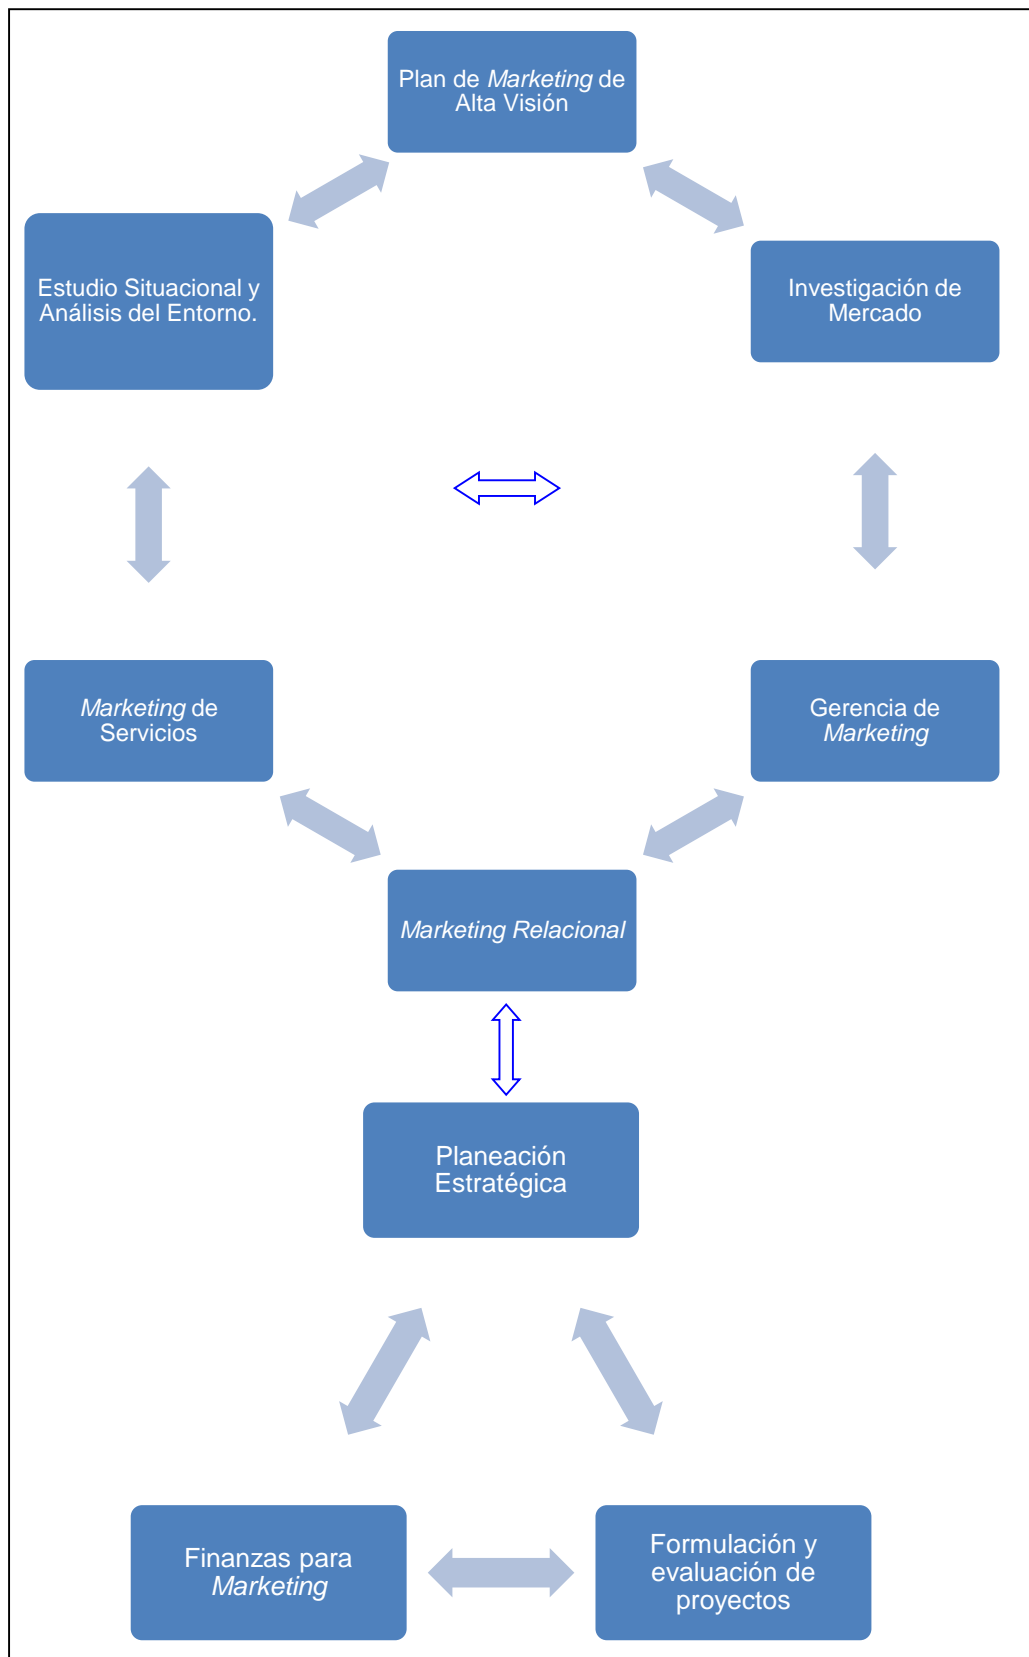 Plan de Marketing de
Alta Visión
Estudio Situacional y
Análisis del Entorno.
Investigación de
Mercado
Marketing de
Servicios
Gerencia de
Marketing
Marketing Relacional
Planeación
Estratégica
Finanzas para
Marketing
Formulación y
evaluación de
proyectos